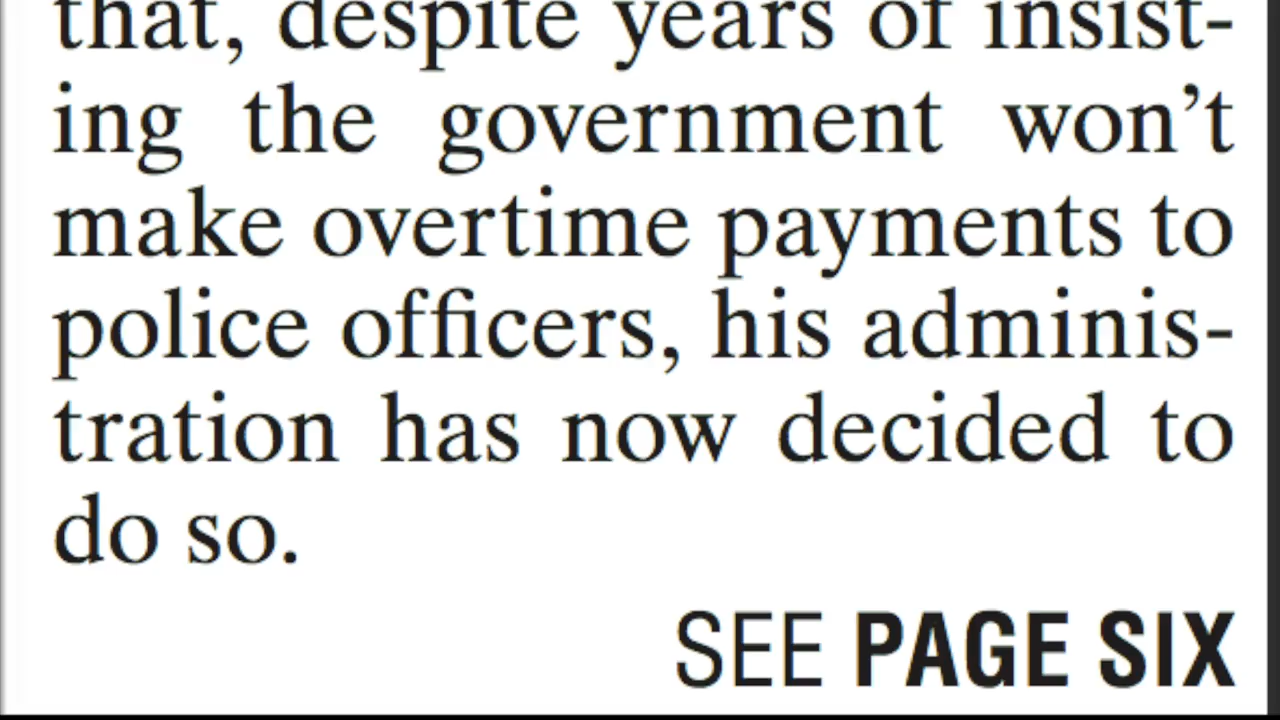 that, despite years of insist-
ing the government won’t
make overtime payments to
police officers, his adminis-
tration has now decided to
do so.
SEE PAGE SIX